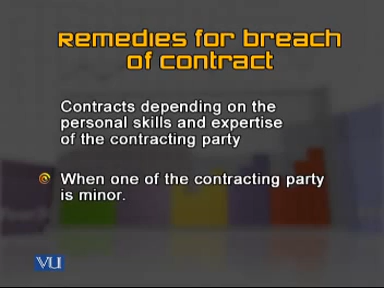 Remedies for breach
of contract
Contracts depending on the
personal skills and expertise
of the contracting party
When one of the contracting party
is minor.
VU